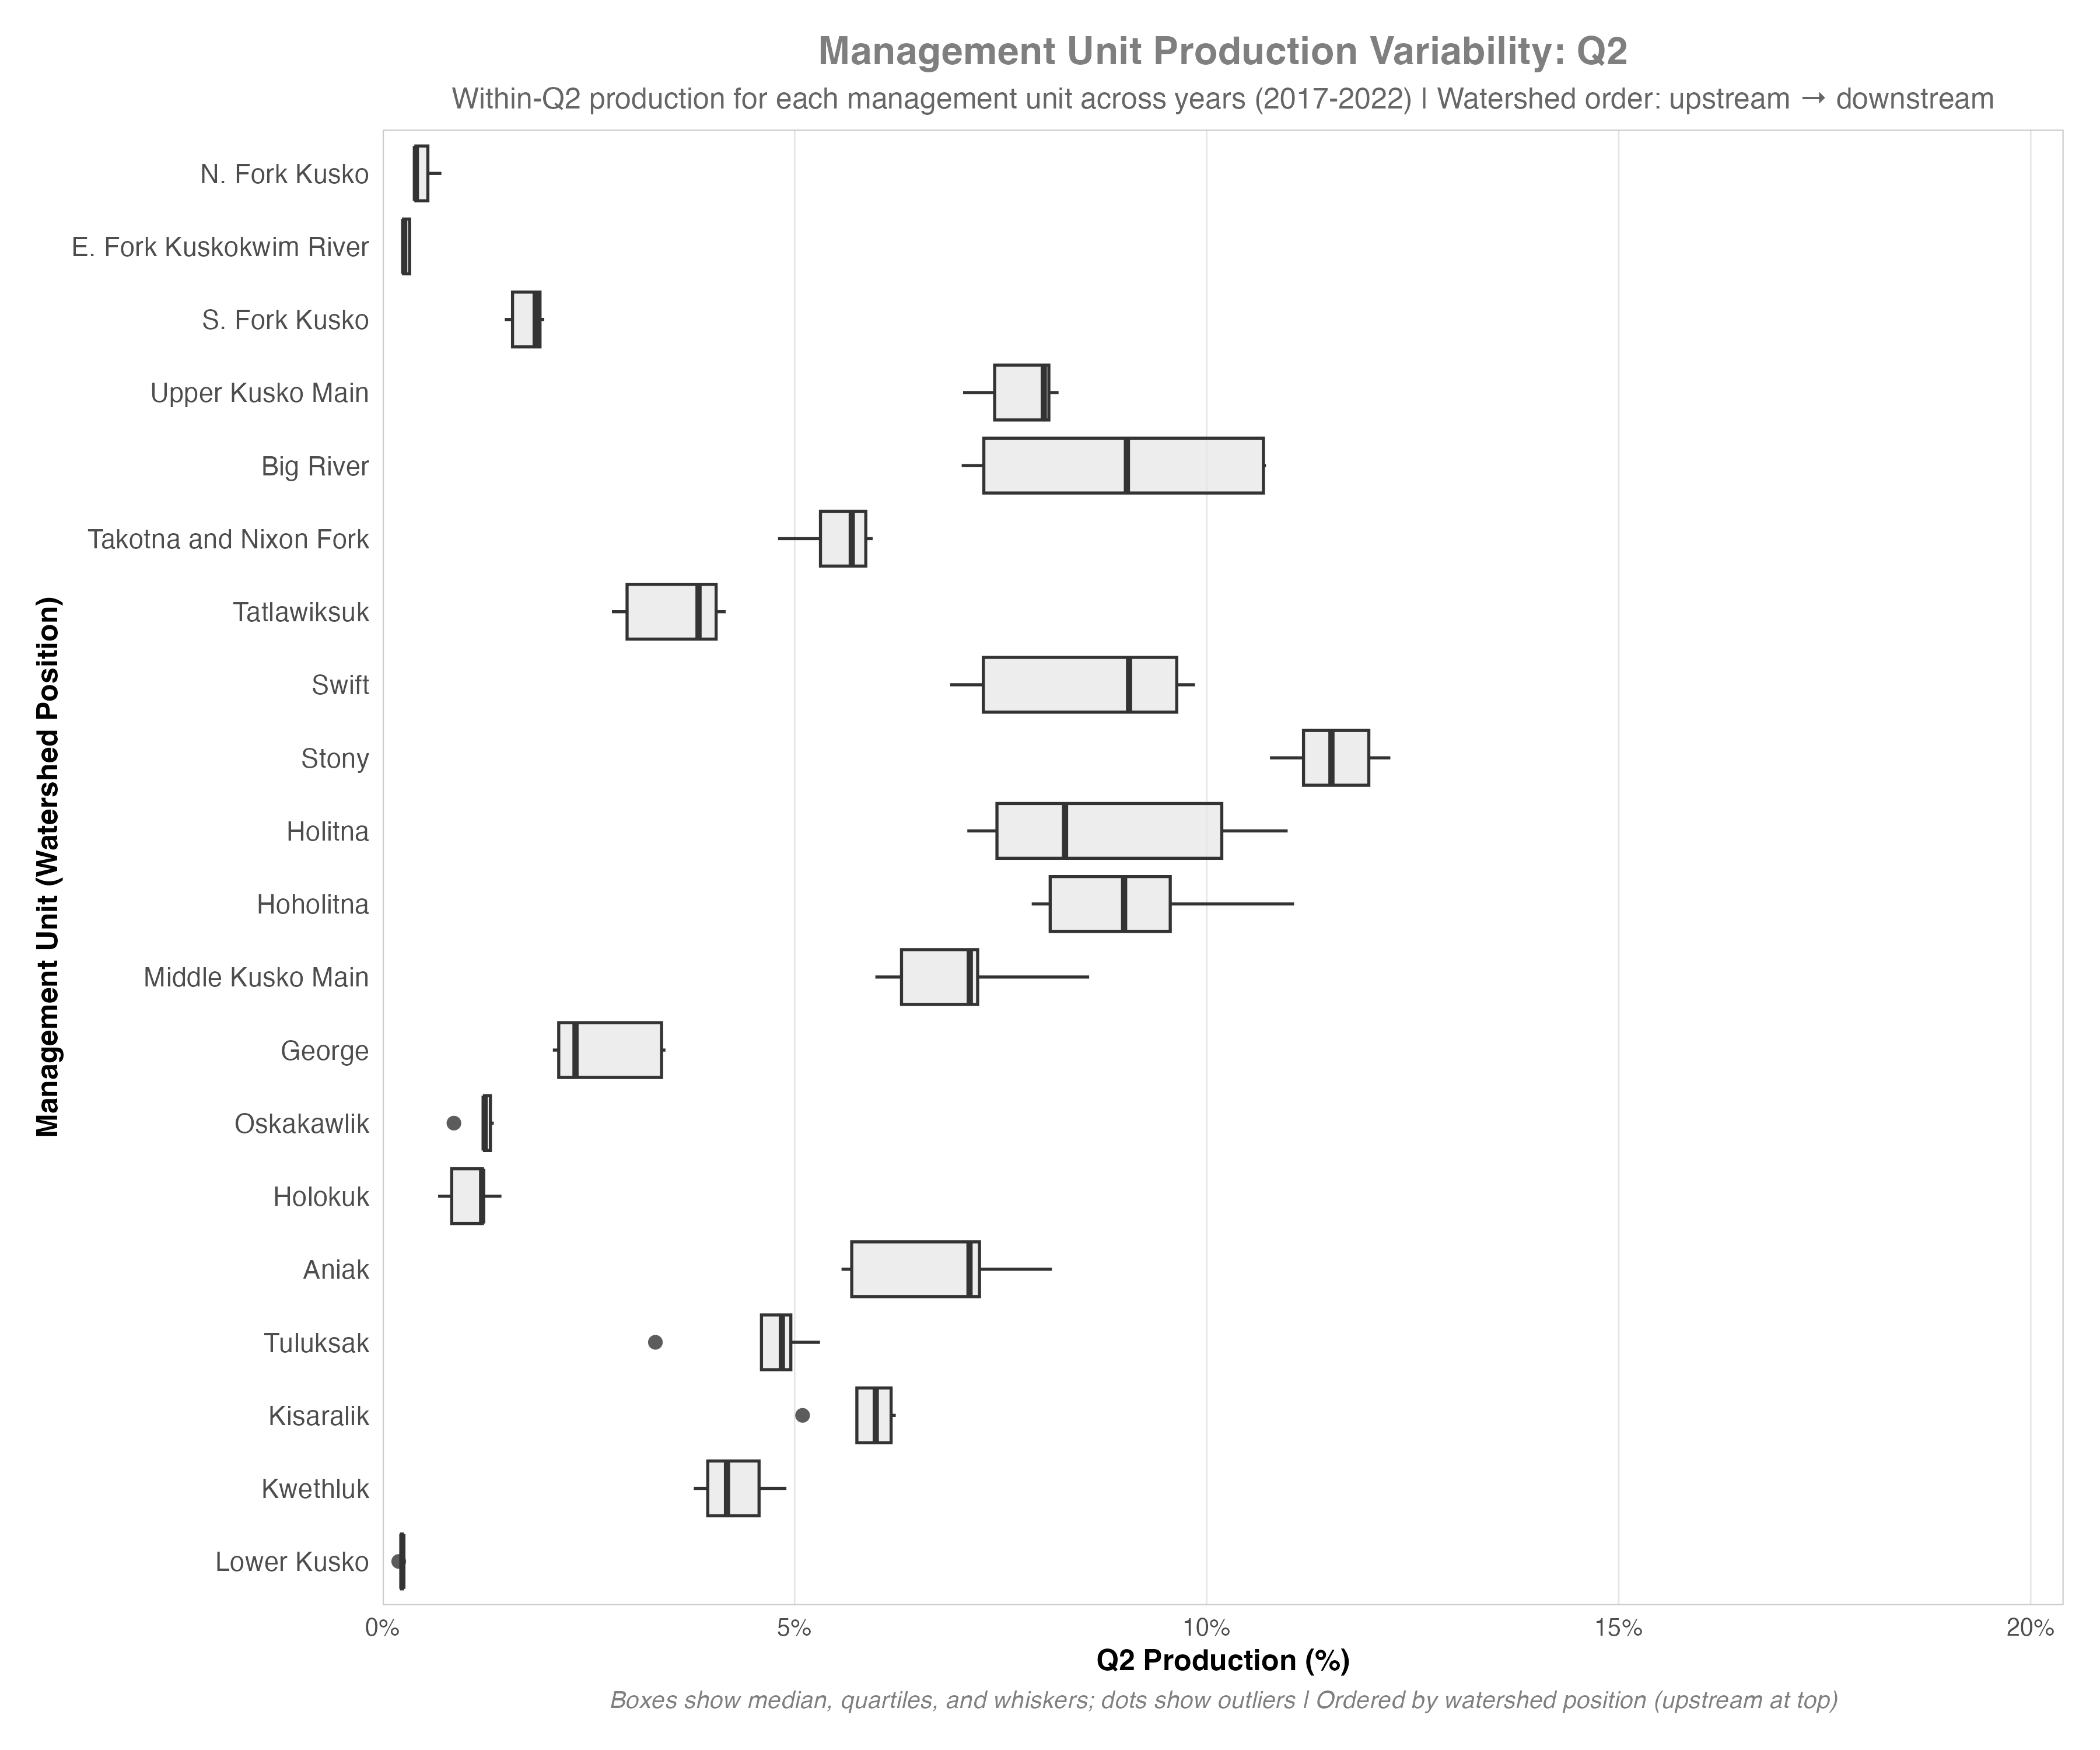 Management Unit Production Variability: Q2
Within-Q2 production for each management unit across years (2017-2022) | Watershed order: upstream → downstream
Management Unit (Watershed Position)
N. Fork Kusko
E. Fork Kuskokwim River
S. Fork Kusko
Upper Kusko Main
Big River
Takotna and Nixon Fork
Tatlawiksuk
Swift
Stony
Holitna
Hoholitna
Middle Kusko Main
George
Oskakawlik
Holokuk
Aniak
Tuluksak
Kisaralik
Kwethluk
Lower Kusko
0% 5% 10% 15% 20%
Q2 Production (%)
Boxes show median, quartiles, and whiskers; dots show outliers | Ordered by watershed position (upstream at top)